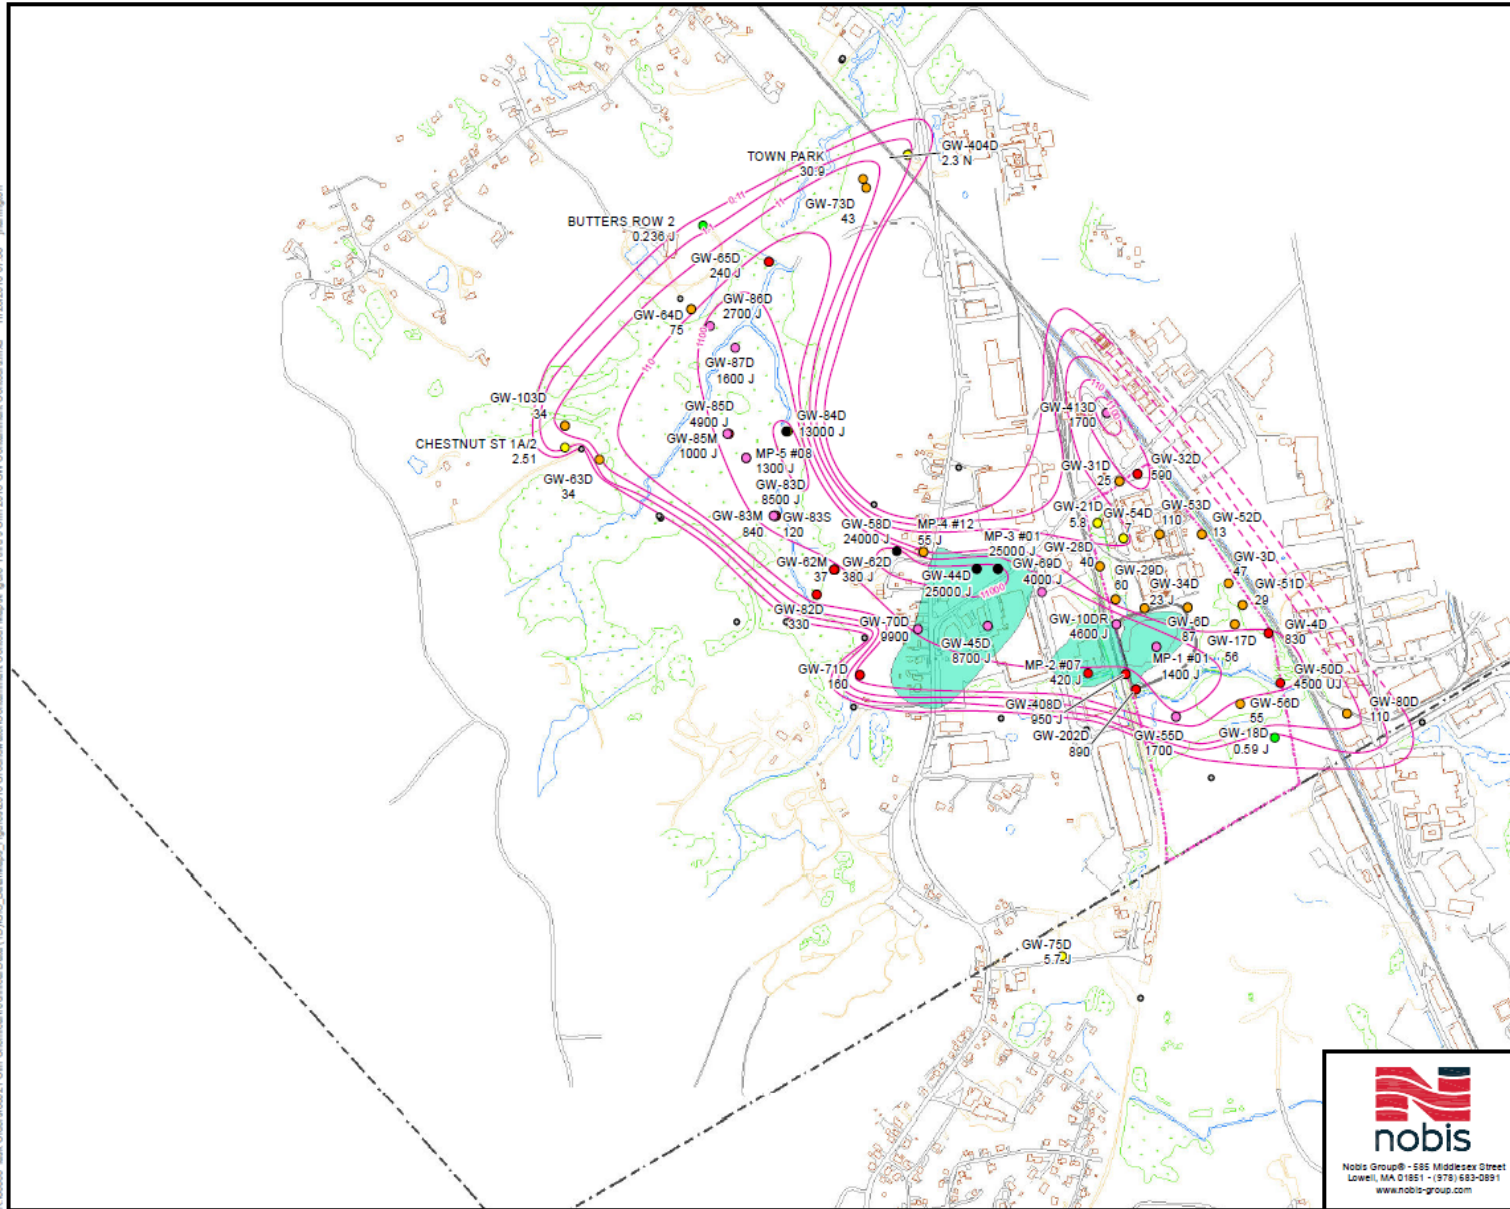 GW-404D
2.3 N
TOWN PARK
30.9
GW-73D
43
BUTTERS ROW 2
0.236 J
0.11
1.1
11
GW-65D
240 J
GW-86D
2700 J
GW-64D
75
110
1100
GW-87D
1600 J
GW-103D
34
GW-85D
4900 J
GW-84D
13000 J
GW-413D
1700
110
1100
CHESTNUT ST 1A/2
2.51
GW-85M
1000 J
MP-5 #08
1300 J
GW-31D
25
GW-32D
590
GW-63D
34
GW-83D
8500 J
GW-83M
840
GW-83S
120
GW-58D
24000 J
MP-4 #12
55 J
GW-21D
5.8
GW-54D
7
GW-53D
110
GW-52D
13
MP-3 #01
25000 J
GW-28D
40
GW-62M
37
GW-62D
380 J
GW-44D
25000 J
GW-69D
4000 J
GW-29D
60
GW-3D
47
GW-34D
23 J
GW-51D
29
11000
GW-82D
330
GW-70D
9900
GW-10DR
4600 J
GW-6D
87
GW-17D
56
GW-4D
830
GW-45D
8700 J
GW-71D
160
MP-2 #07
420 J
MP-1 #01
1400 J
GW-50D
4500 UJ
GW-408D
950 J
GW-56D
55
GW-80D
110
GW-202D
890
GW-55D
1700
GW-18D
0.59 J
GW-75D
5.7 J
nobis
Nobis Group® - 585 Middlesex Street
Lowell, MA 01851 - (978) 683-0891
www.nobis-group.com